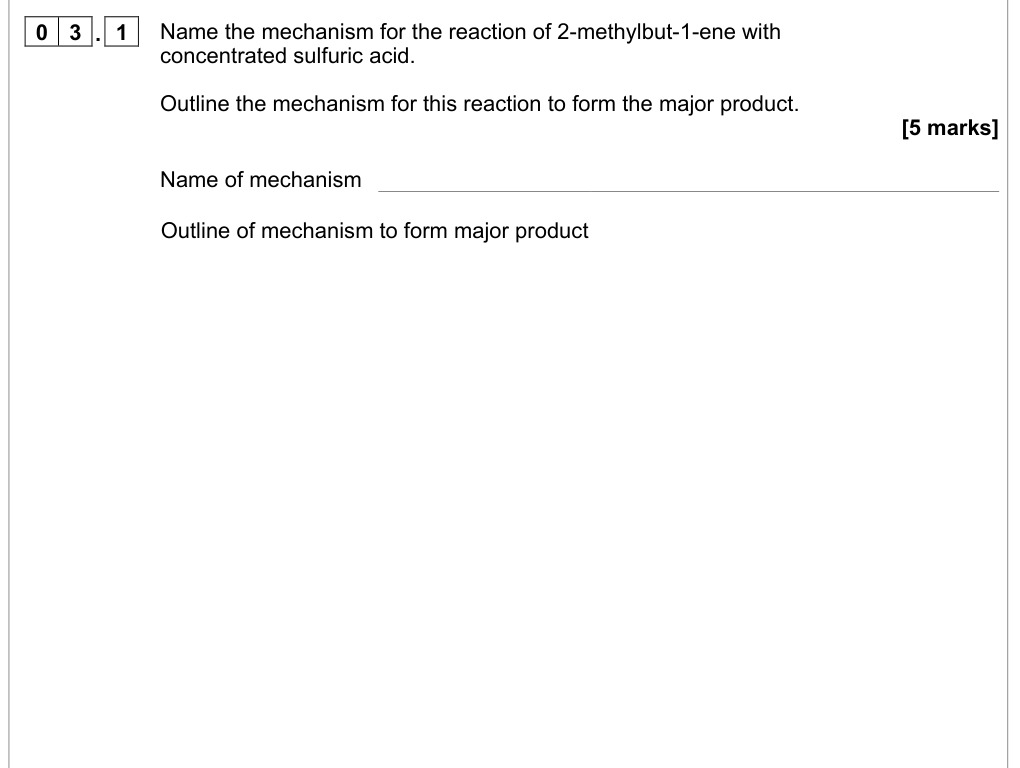 0 3 . 1 Name the mechanism for the reaction of 2-methylbut-1-ene with
concentrated sulfuric acid.
Outline the mechanism for this reaction to form the major product.
[5 marks]
Name of mechanism
Outline of mechanism to form major product